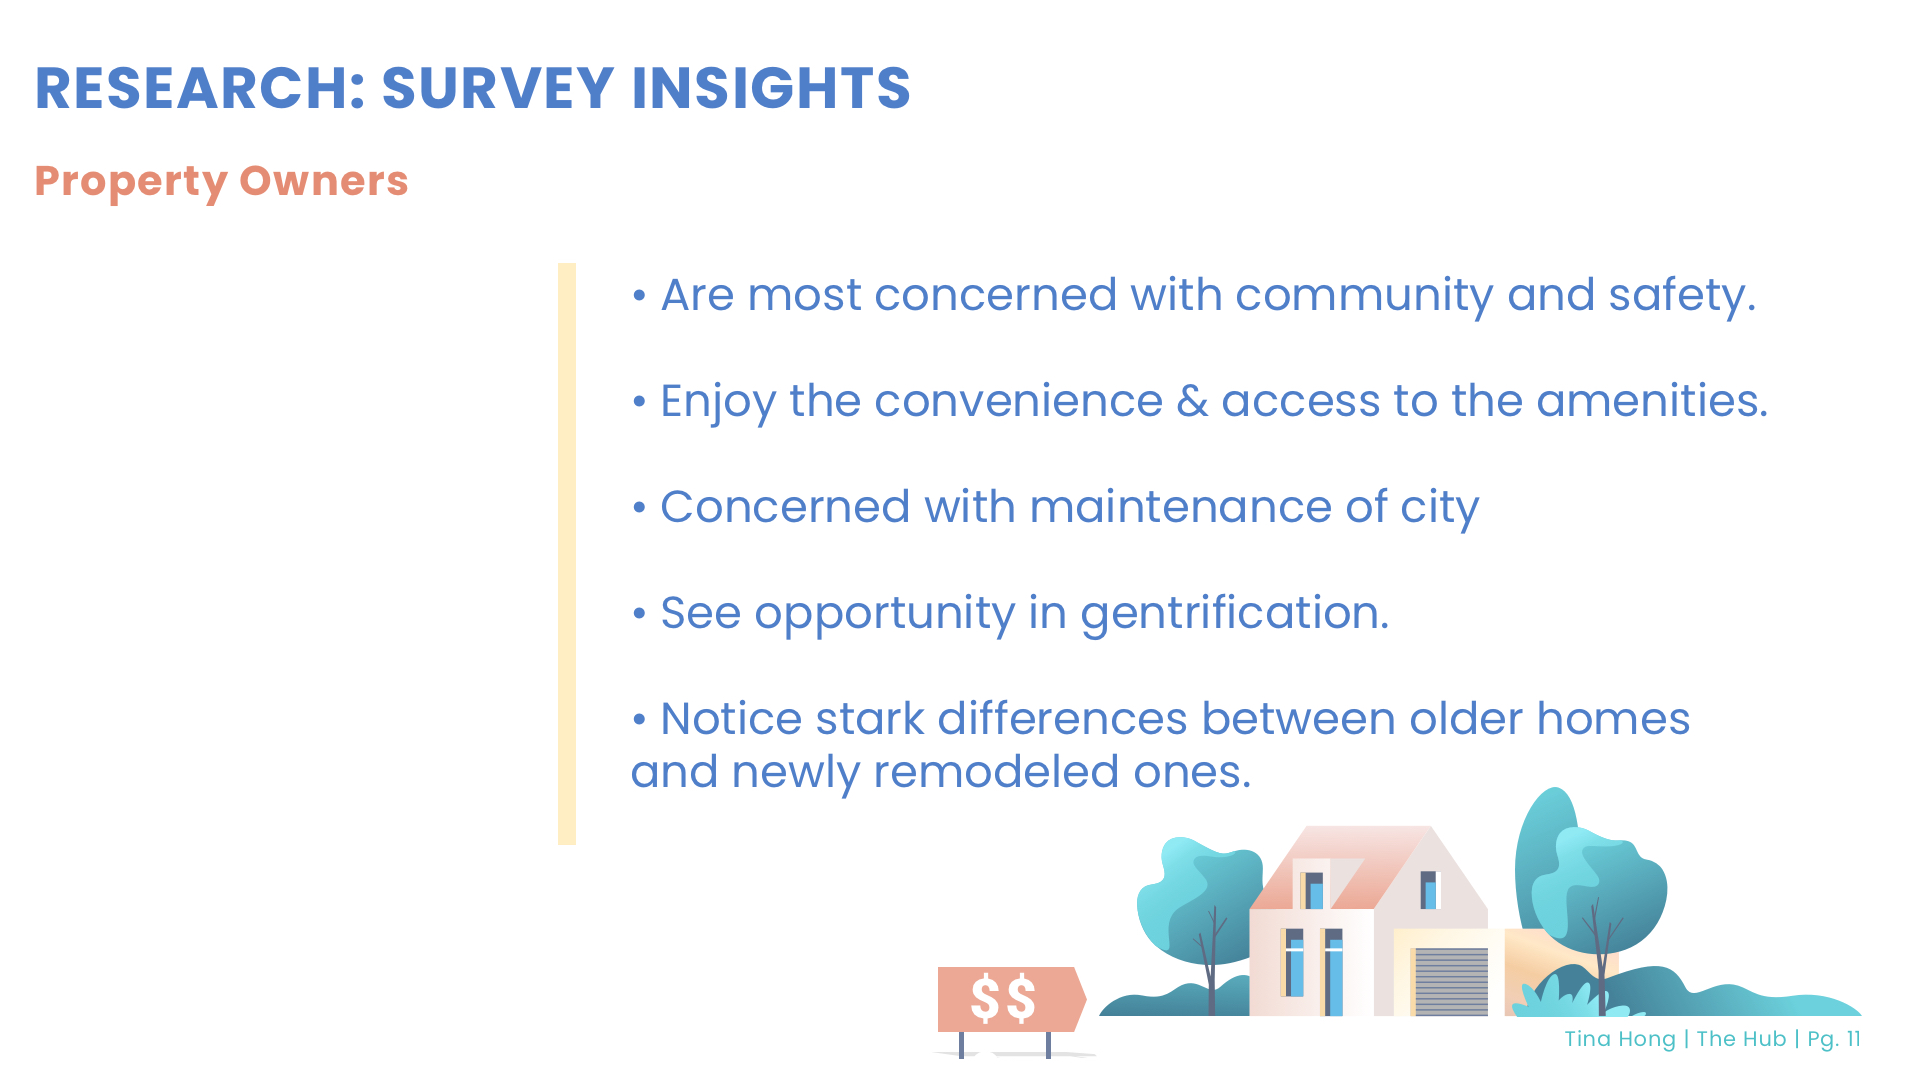 RESEARCH: SURVEY INSIGHTS
Property Owners
• Are most concerned with community and safety.
• Enjoy the convenience & access to the amenities.
• Concerned with maintenance of city
• See opportunity in gentrification.
• Notice stark differences between older homes
and newly remodeled ones.
$$
Tina Hong | The Hub | Pg. 11